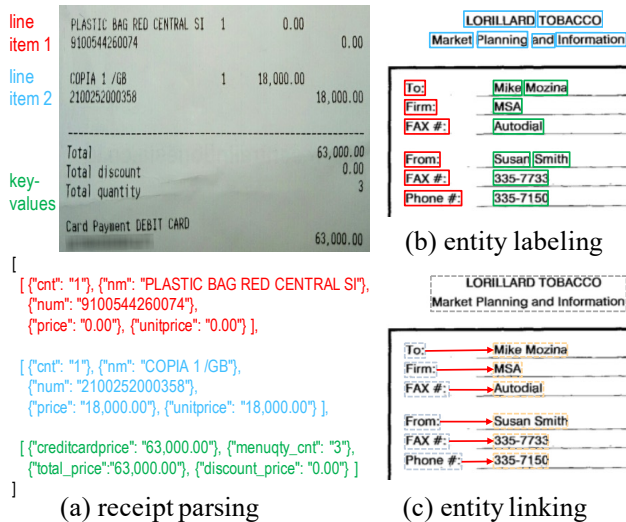 line
item 1
PLASTIC BAG RED CENTRAL SI 1 0.00
9100544260074 0.00
line
item 2
COPIA 1 /GB 1 18,000.00
2100252000358 18,000.00
key-
values
Total 63,000.00
Total discount 0.00
Total quantity 3
Card Payment DEBIT CARD
63,000.00
[
[ {"cnt": "1"}, {"nm": "PLASTIC BAG RED CENTRAL SI"},
{"num": "9100544260074"},
{"price": "0.00"}, {"unitprice": "0.00"} ],
[ {"cnt": "1"}, {"nm": "COPIA 1 /GB"},
{"num": "2100252000358"},
{"price": "18,000.00"}, {"unitprice": "18,000.00"} ],
[ {"creditcardprice": "63,000.00"}, {"menuqty_cnt": "3"},
{"total_price":"63,000.00"}, {"discount_price": "0.00"} ]
]
(a) receipt parsing
LORILLARD TOBACCO
Market Planning and Information
To: Mike Mozina
Firm: MSA
FAX #: Autodial
From: Susan Smith
FAX #: 335-7733
Phone #: 335-7150
(b) entity labeling
LORILLARD TOBACCO
Market Planning and Information
To: Mike Mozina
Firm: MSA
FAX #: Autodial
From: Susan Smith
FAX #: 335-7733
Phone #: 335-7150
(c) entity linking